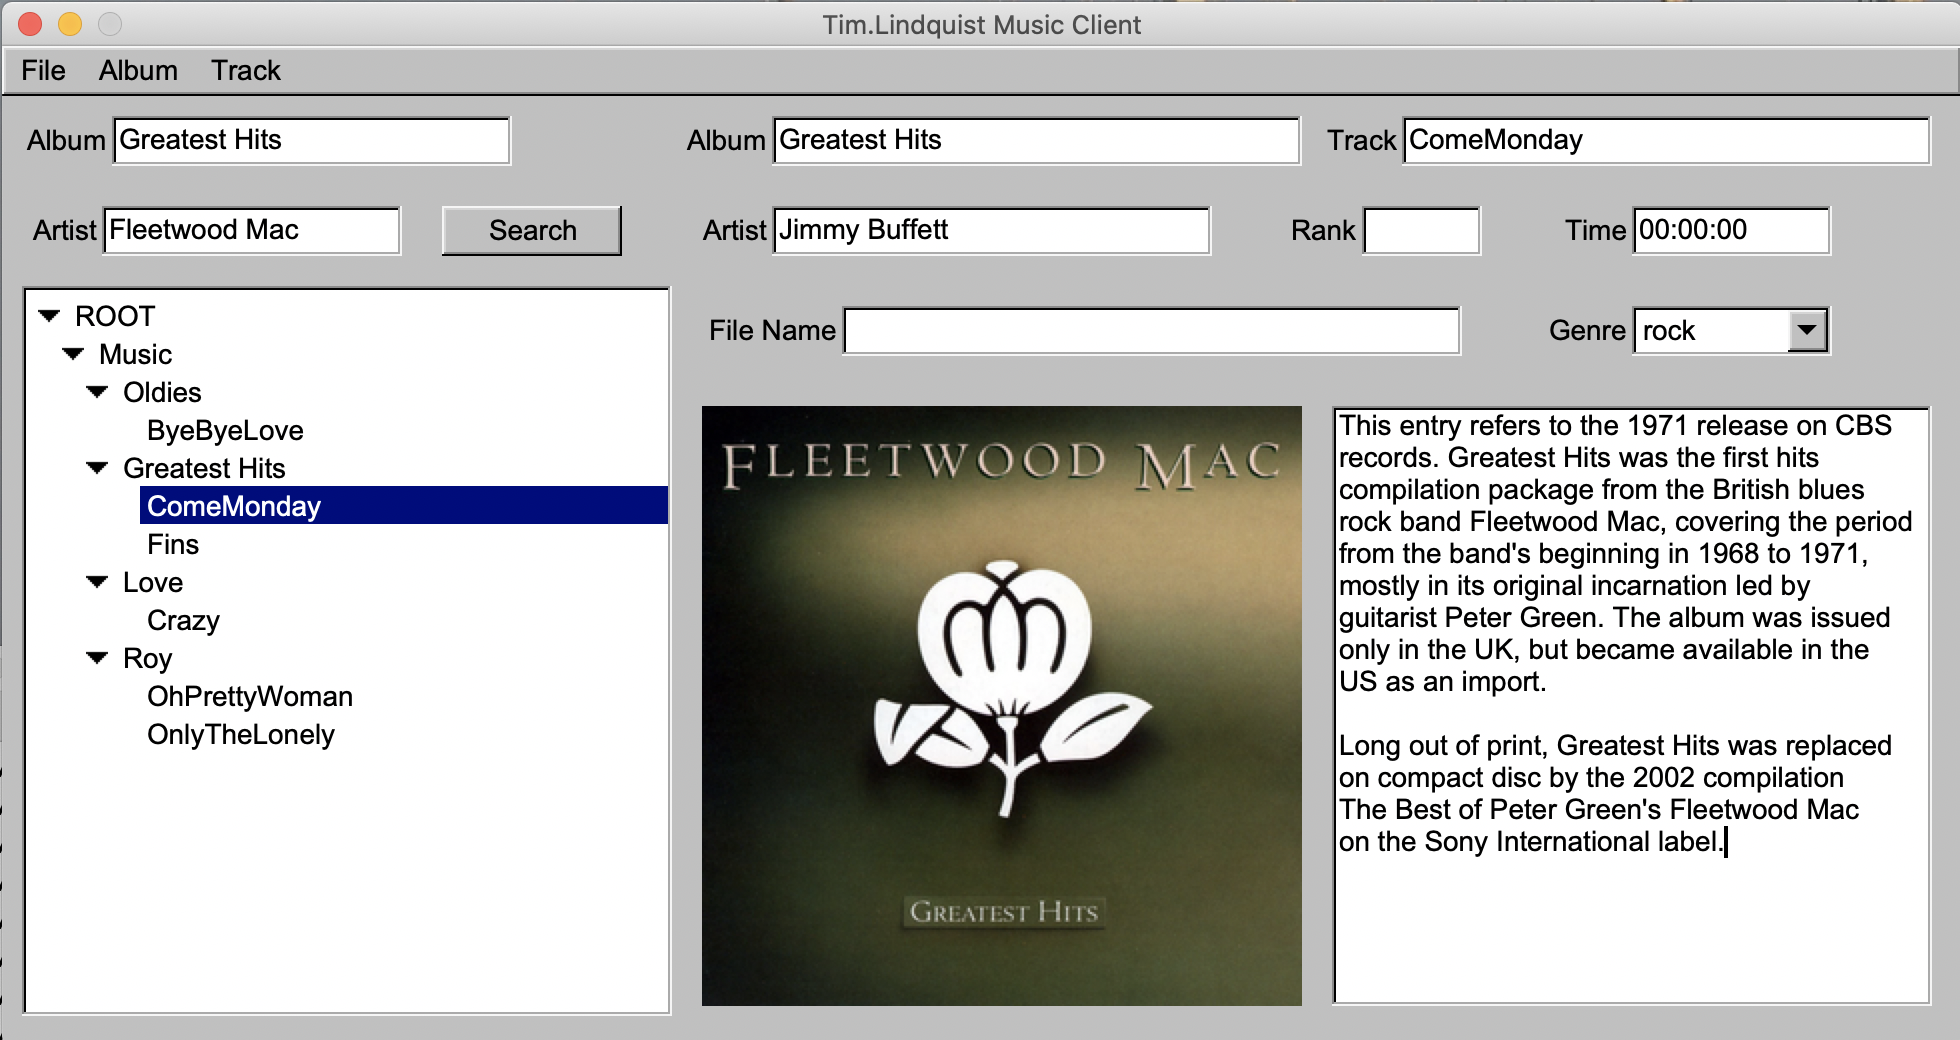 Tim.Lindquist Music Client
File Album Track
Album Greatest Hits Album Greatest Hits Track ComeMonday
Artist Fleetwood Mac Search Artist Jimmy Buffett Rank Time 00:00:00
File Name Genre rock
ROOT
Music
Oldies
ByeByeLove
Greatest Hits
ComeMonday
Fins
Love
Crazy
Roy
OhPrettyWoman
OnlyTheLonely
FLEETWOOD MAC
GREATEST HITS
This entry refers to the 1971 release on CBS
records. Greatest Hits was the first hits
compilation package from the British blues
rock band Fleetwood Mac, covering the period
from the band's beginning in 1968 to 1971,
mostly in its original incarnation led by
guitarist Peter Green. The album was issued
only in the UK, but became available in the
US as an import.
Long out of print, Greatest Hits was replaced
on compact disc by the 2002 compilation
The Best of Peter Green's Fleetwood Mac
on the Sony International label.